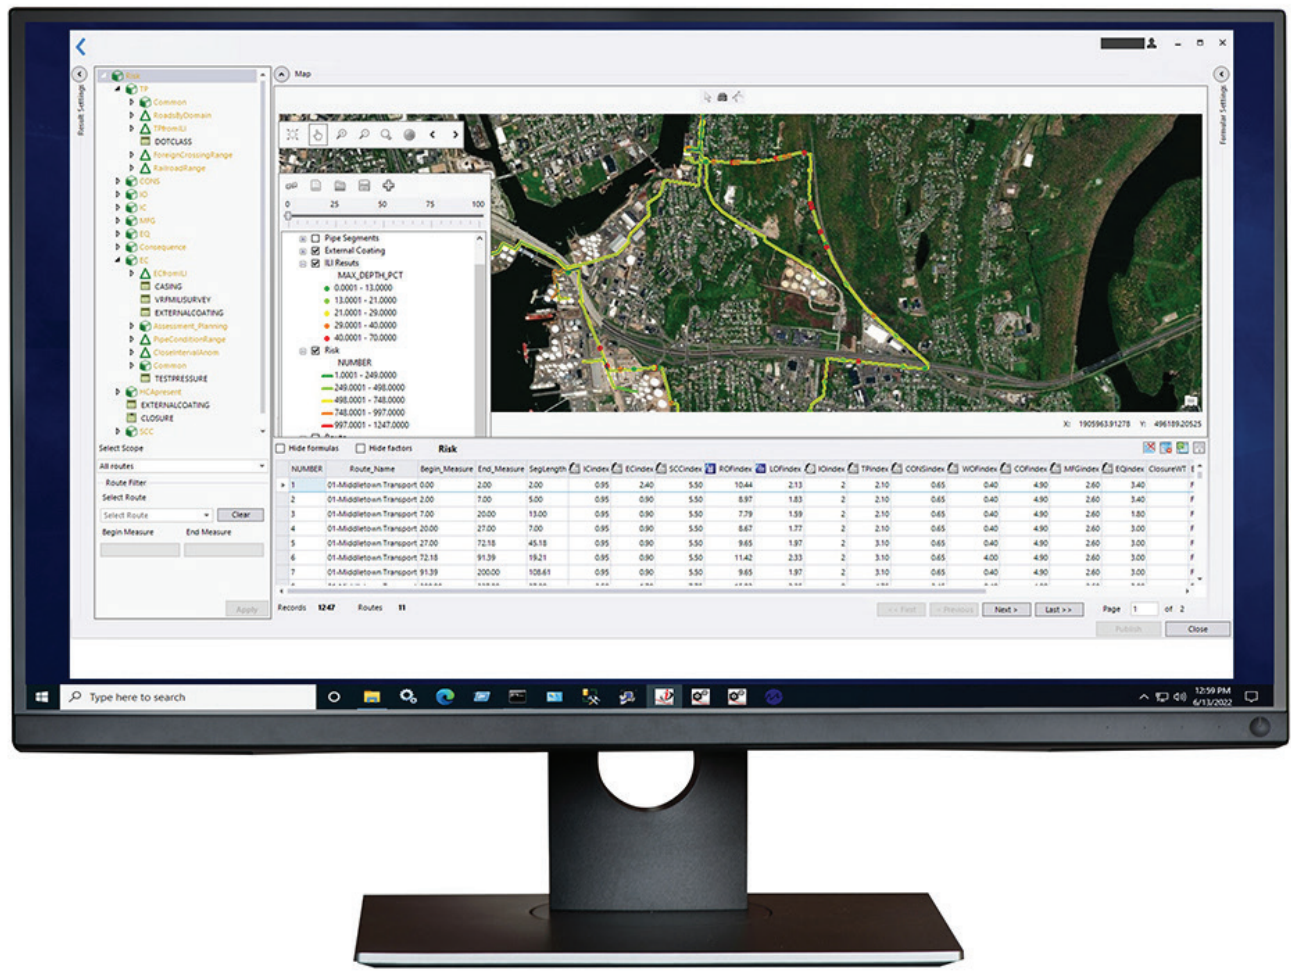 Risk
TP
Common
RoadsByDomain
TPfromILI
DOTCLASS
ForeignCrossingRange
RailroadRange
CONS
IO
IC
MFG
EQ
Consequence
EC
ECfromILI
CASING
VRFMILISURVEY
EXTERNALCOATING
Assessment_Planning
PipeConditionRange
CloseIntervalAnom
Common
TESTPRESSURE
HCApresent
EXTERNALCOATING
CLOSURE
SCC
Result Settings
Map
Formular Settings
0 25 50 75 100
Pipe Segments
External Coating
ILI Resuts
MAX_DEPTH_PCT
0.0001 - 13.0000
13.0001 - 21.0000
21.0001 - 29.0000
29.0001 - 40.0000
40.0001 - 70.0000
Risk
NUMBER
1.0001 - 249.0000
249.0001 - 498.0000
498.0001 - 748.0000
748.0001 - 997.0000
997.0001 - 1247.0000
X: 1905963.91278 Y: 496189.20525
Select Scope
All routes
Route Filter
Select Route
Select Route Clear
Begin Measure End Measure
Apply
Hide formulas Hide factors Risk
NUMBER Route_Name Begin_Measure End_Measure SegLength ICindex ECindex SCCindex ROFindex LOFindex IOindex TPindex CONSindex WOFindex COFindex MFGindex EQindex ClosureWT
1 01-Middletown Transport 0.00 2.00 2.00 0.95 2.40 5.50 10.44 2.13 2 2.10 0.65 0.40 4.90 2.60 3.40 F
2 01-Middletown Transport 2.00 7.00 5.00 0.95 0.90 5.50 8.97 1.83 2 2.10 0.65 0.40 4.90 2.60 3.40 F
3 01-Middletown Transport 7.00 20.00 13.00 0.95 0.90 5.50 7.79 1.59 2 2.10 0.65 0.40 4.90 2.60 1.80 F
4 01-Middletown Transport 20.00 27.00 7.00 0.95 0.90 5.50 8.67 1.77 2 2.10 0.65 0.40 4.90 2.60 3.00 F
5 01-Middletown Transport 27.00 72.18 45.18 0.95 0.90 5.50 9.65 1.97 2 3.10 0.65 0.40 4.90 2.60 3.00 F
6 01-Middletown Transport 72.18 91.39 19.21 0.95 0.90 5.50 11.42 2.33 2 3.10 0.65 4.00 4.90 2.60 3.00 F
7 01-Middletown Transport 91.39 200.00 108.61 0.95 0.90 5.50 9.65 1.97 2 3.10 0.65 0.40 4.90 2.60 3.00 F
Records 1247 Routes 11
<< First < Previous Next > Last >> Page 1 of 2
Publish Close
Type here to search
12:59 PM
6/13/2022